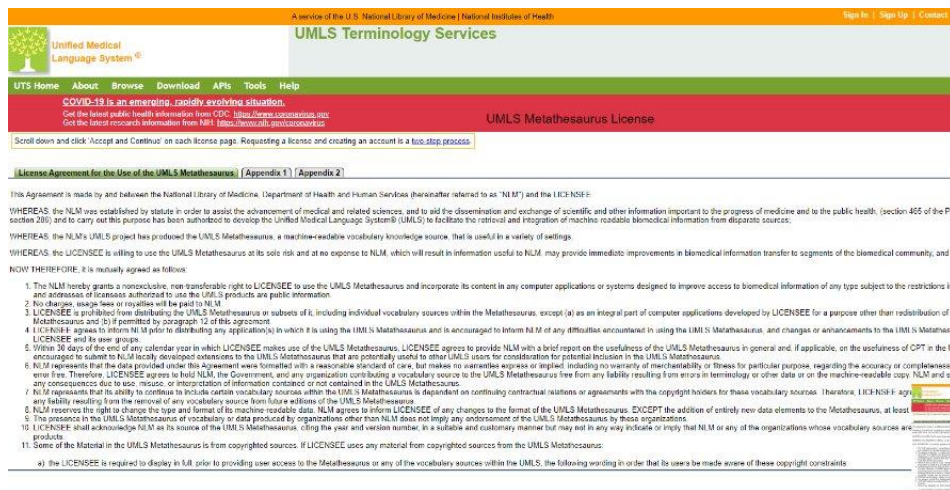 A service of the U.S. National Library of Medicine | National Institutes of Health
Sign In | Sign Up | Contact
Unified Medical
Language System ®
UMLS Terminology Services
UTS Home About Browse Download APIs Tools Help
COVID-19 is an emerging, rapidly evolving situation.
Get the latest public health information from CDC: https://www.coronavirus.gov
Get the latest research information from NIH: https://www.nih.gov/coronavirus
UMLS Metathesaurus License
Scroll down and click 'Accept and Continue' on each license page. Requesting a license and creating an account is a two-step process.
License Agreement for the Use of the UMLS Metathesaurus Appendix 1 Appendix 2
This Agreement is made by and between the National Library of Medicine, Department of Health and Human Services (hereinafter referred to as "NLM") and the LICENSEE.
WHEREAS, the NLM was established by statute in order to assist the advancement of medical and related sciences, and to aid the dissemination and exchange of scientific and other information important to the progress of medicine and to the public health, (section 465 of the P
section 286) and to carry out this purpose has been authorized to develop the Unified Medical Language System® (UMLS) to facilitate the retrieval and integration of machine-readable biomedical information from disparate sources;
WHEREAS, the NLM's UMLS project has produced the UMLS Metathesaurus, a machine-readable vocabulary knowledge source, that is useful in a variety of settings.
WHEREAS, the LICENSEE is willing to use the UMLS Metathesaurus at its sole risk and at no expense to NLM, which will result in information useful to NLM, may provide immediate improvements in biomedical information transfer to segments of the biomedical community, and
NOW THEREFORE, it is mutually agreed as follows:
1. The NLM hereby grants a nonexclusive, non-transferable right to LICENSEE to use the UMLS Metathesaurus and incorporate its content in any computer applications or systems designed to improve access to biomedical information of any type subject to the restrictions i
and addresses of licensees authorized to use the UMLS products are public information.
2. No charges, usage fees or royalties will be paid to NLM.
3. LICENSEE is prohibited from distributing the UMLS Metathesaurus or subsets of it, including individual vocabulary sources within the Metathesaurus, except (a) as an integral part of computer applications developed by LICENSEE for a purpose other than redistribution of
Metathesaurus and (b) if permitted by paragraph 12 of this agreement.
4. LICENSEE agrees to inform NLM prior to distributing any application(s) in which it is using the UMLS Metathesaurus and is encouraged to inform NLM of any difficulties encountered in using the UMLS Metathesaurus, and changes or enhancements to the UMLS Metathes
LICENSEE and its user groups.
5. Within 30 days of the end of any calendar year in which LICENSEE makes use of the UMLS Metathesaurus, LICENSEE agrees to provide NLM with a brief report on the usefulness of the UMLS Metathesaurus in general and, if applicable, on the usefulness of CPT in the
encouraged to submit to NLM locally developed extensions to the UMLS Metathesaurus that are potentially useful to other UMLS users for consideration for potential inclusion in the UMLS Metathesaurus.
6. NLM represents that the data provided under this Agreement were formulated with a reasonable standard of care, but makes no warranties express or implied, including no warranty of merchantability or fitness for particular purpose, regarding the accuracy or completeness
error free. Therefore, LICENSEE agrees to hold NLM, the Government, and any organization contributing a vocabulary source to the UMLS Metathesaurus free from any liability resulting from errors in terminology or other data or on the machine-readable copy. NLM and s
any consequences due to use, misuse, or interpretation of information contained or not contained in the UMLS Metathesaurus.
7. NLM represents that its ability to continue to include certain vocabulary sources within the UMLS Metathesaurus is dependent on continuing contractual relations or agreements with the copyright holders for these vocabulary sources. Therefore, LICENSEE agr
any liability resulting from the removal of any vocabulary source from future editions of the UMLS Metathesaurus.
8. NLM reserves the right to change the type and format of its machine-readable data. NLM agrees to inform LICENSEE of any changes to the format of the UMLS Metathesaurus, EXCEPT the addition of entirely new data elements to the Metathesaurus, at least
9. The presence in the UMLS Metathesaurus of vocabulary or data produced by organizations other than NLM does not imply any endorsement of the UMLS Metathesaurus by these organizations.
10. LICENSEE shall acknowledge NLM as its source of the UMLS Metathesaurus, citing the year and version number, in a suitable and customary manner but may not in any way indicate or imply that NLM or any of the organizations whose vocabulary sources are
products.
11. Some of the Material in the UMLS Metathesaurus is from copyrighted sources. If LICENSEE uses any material from copyrighted sources from the UMLS Metathesaurus:
a) the LICENSEE is required to display in full, prior to providing user access to the Metathesaurus or any of the vocabulary sources within the UMLS, the following wording in order that its users be made aware of these copyright constraints: